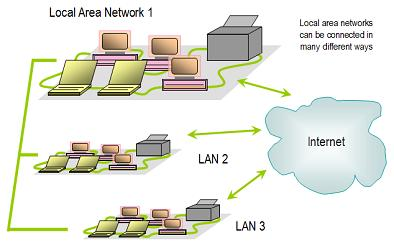 Local Area Network 1
Local area networks
can be connected in
many different ways
Internet
LAN 2
LAN 3